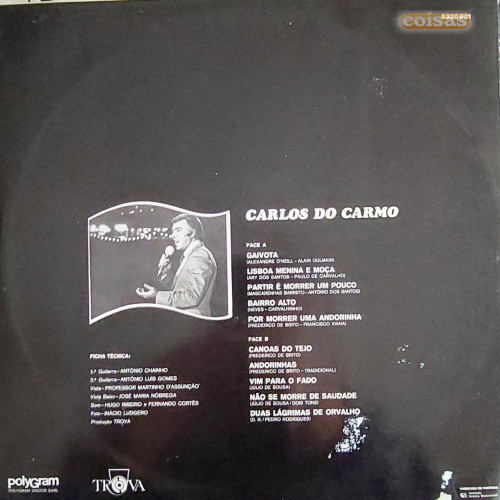 coisas
CARLOS DO CARMO
FACE A
GAIVOTA
(ALEXANDRE O'NEILL - ALAIN OULMAIN)
LISBOA MENINA E MOÇA
(ARY DOS SANTOS - PAULO DE CARVALHO)
PARTIR É MORRER UM POUCO
(MASCARENHAS BARRETO - ANTÓNIO DOS SANTOS)
BAIRRO ALTO
(NEVES - CARVALHINHO)
POR MORRER UMA ANDORINHA
(FREDERICO DE BRITO - FRANCISCO VIANA)
FACE B
CANOAS DO TEJO
(FREDERICO DE BRITO)
ANDORINHAS
(FREDERICO DE BRITO - TRADICIONAL)
VIM PARA O FADO
(JÚLIO DE SOUSA)
NÃO SE MORRE DE SAUDADE
(JÚLIO DE SOUSA / DOM TONHO)
DUAS LÁGRIMAS DE ORVALHO
(D. R. / PEDRO RODRIGUES)
FICHA TÉCNICA:
1.ª Guitarra - ANTÓNIO CHAINHO
2.ª Guitarra - ANTÓNIO LUÍS GOMES
Viola - PROFESSOR MARTINHO D'ASSUNÇÃO
Viola Baixo - JOSÉ MARIA NÓBREGA
Som - HUGO RIBEIRO e FERNANDO CORTÊS
Foto - INÁCIO LUDGERO
Produção TROVA
polyGram
POLYGRAM DISCOS SARL
TROVA